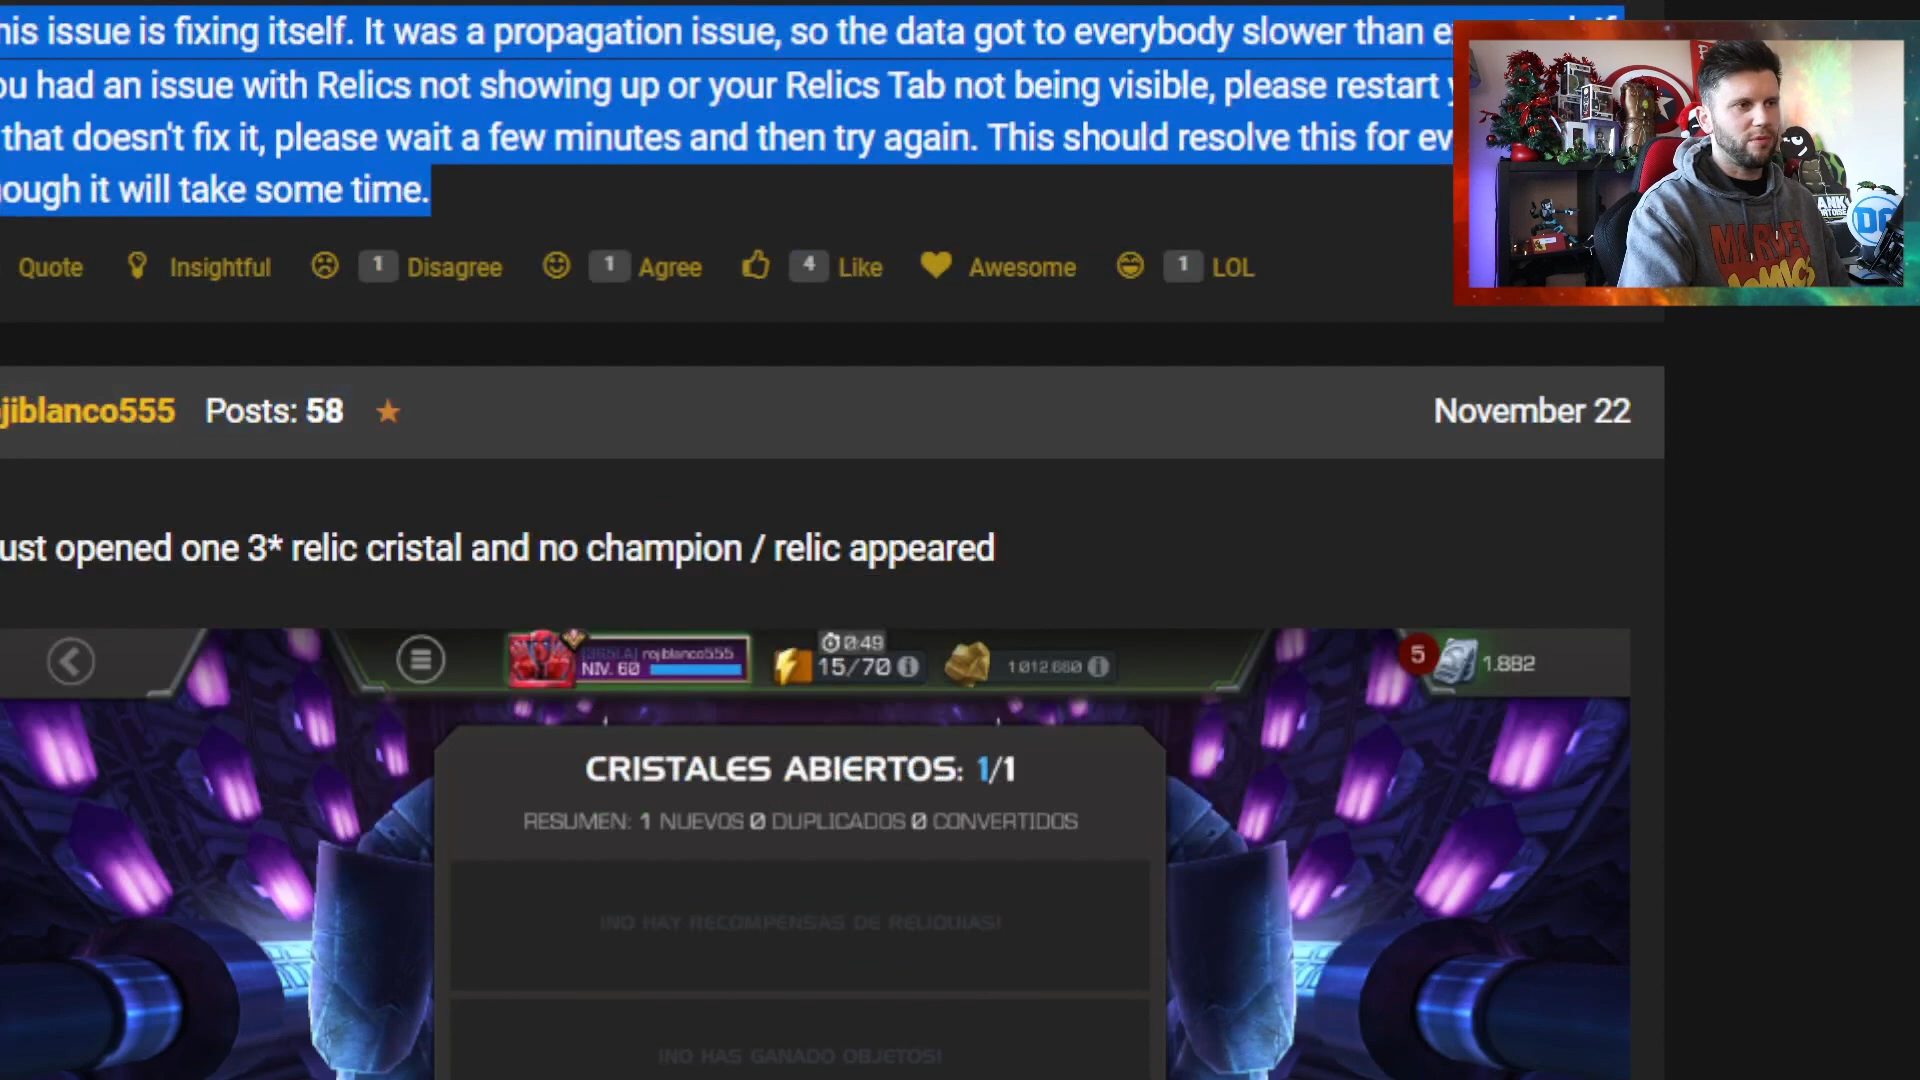 his issue is fixing itself. It was a propagation issue, so the data got to everybody slower than
ou had an issue with Relics not showing up or your Relics Tab not being visible, please restart
that doesn't fix it, please wait a few minutes and then try again. This should resolve this for
hough it will take some time.
Quote Insightful 1 Disagree 1 Agree 4 Like Awesome 1 LOL
jiblanco555 Posts: 58 November 22
ust opened one 3* relic cristal and no champion / relic appeared
rojiblanco555
NIV. 60
0:49
15/70
1 012 660
5 1.882
CRISTALES ABIERTOS: 1/1
RESUMEN: 1 NUEVOS 0 DUPLICADOS 0 CONVERTIDOS
¡NO HAY RECOMPENSAS DE RELIQUIAS!
¡NO HAS GANADO OBJETOS!
MARVEL
COMICS
DC